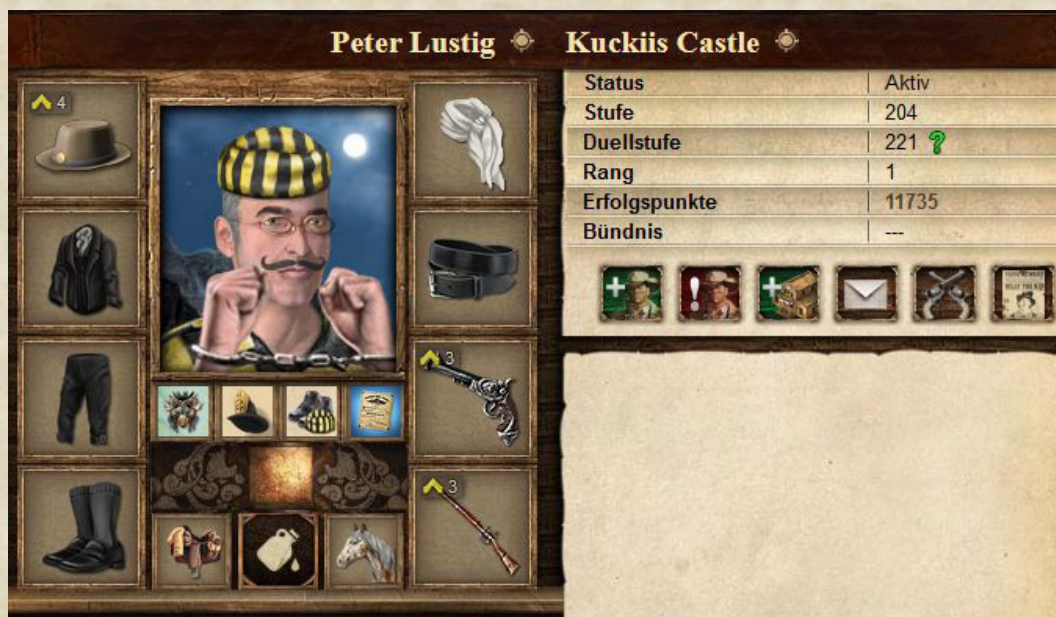 Peter Lustig
Kuckiis Castle
4
3
3
Status Aktiv
Stufe 204
Duellstufe 221 ?
Rang 1
Erfolgspunkte 11735
Bündnis ---